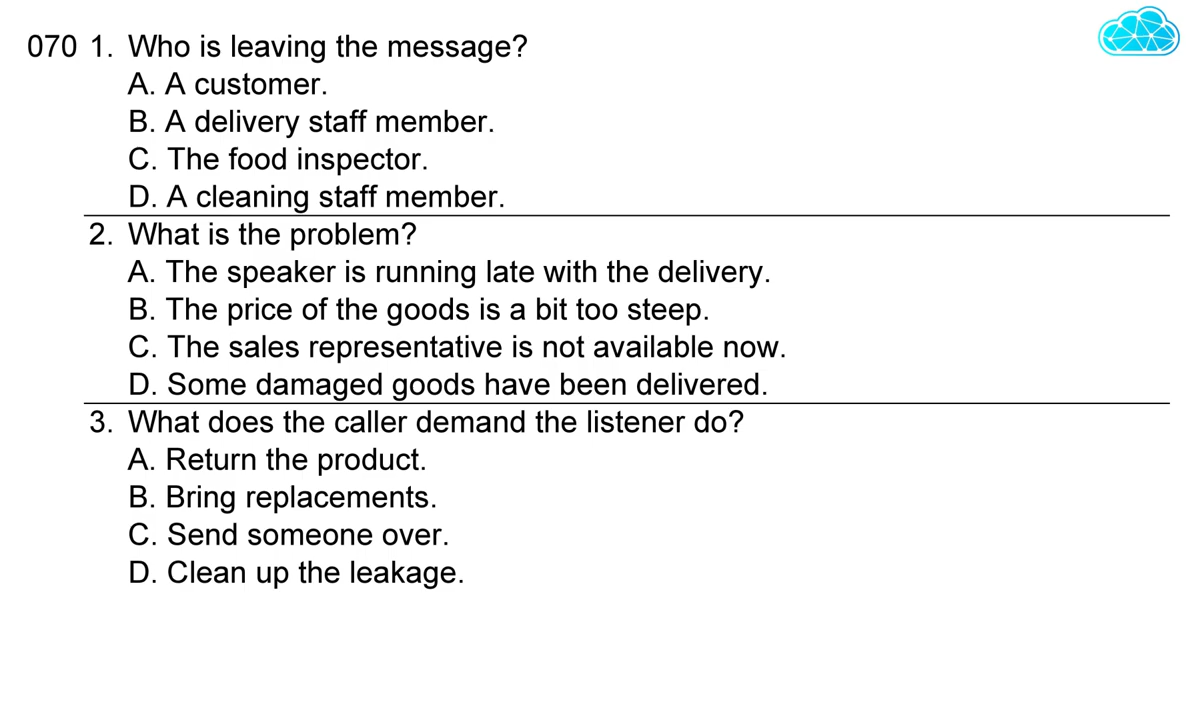 070 1. Who is leaving the message?
A. A customer.
B. A delivery staff member.
C. The food inspector.
D. A cleaning staff member.
2. What is the problem?
A. The speaker is running late with the delivery.
B. The price of the goods is a bit too steep.
C. The sales representative is not available now.
D. Some damaged goods have been delivered.
3. What does the caller demand the listener do?
A. Return the product.
B. Bring replacements.
C. Send someone over.
D. Clean up the leakage.